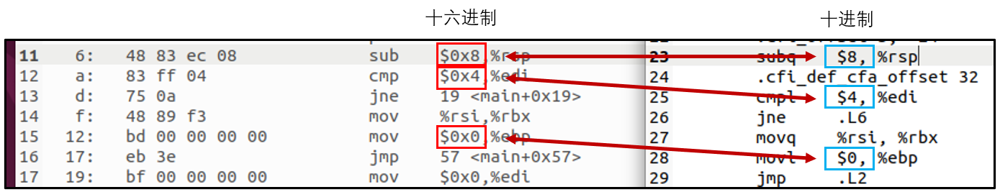 十六进制 十进制
11 6: 48 83 ec 08 sub $0x8,%rsp
12 a: 83 ff 04 cmp $0x4,%edi
13 d: 75 0a jne 19 <main+0x19>
14 f: 48 89 f3 mov %rsi,%rbx
15 12: bd 00 00 00 00 mov $0x0,%ebp
16 17: eb 3e jmp 57 <main+0x57>
17 19: bf 00 00 00 00 mov $0x0,%edi
23 subq $8, %rsp
24 .cfi_def_cfa_offset 32
25 cmpl $4, %edi
26 jne .L6
27 movq %rsi, %rbx
28 movl $0, %ebp
29 jmp .L2